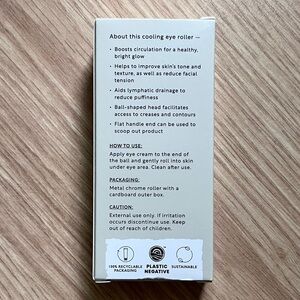 About this cooling eye roller —
• Boosts circulation for a healthy,
bright glow
• Helps to improve skin's tone and
texture, as well as reduce facial
tension
• Aids lymphatic drainage to
reduce puffiness
• Ball-shaped head facilitates
access to creases and contours
• Flat handle end can be used to
scoop out product
HOW TO USE:
Apply eye cream to the end of
the ball and gently roll into skin
under eye area. Clean after use.
PACKAGING:
Metal chrome roller with a
cardboard outer box.
CAUTION:
External use only. If irritation
occurs discontinue use. Keep
out of reach of children.
100% RECYCLABLE
PACKAGING
PLASTIC
NEGATIVE
SUSTAINABLE